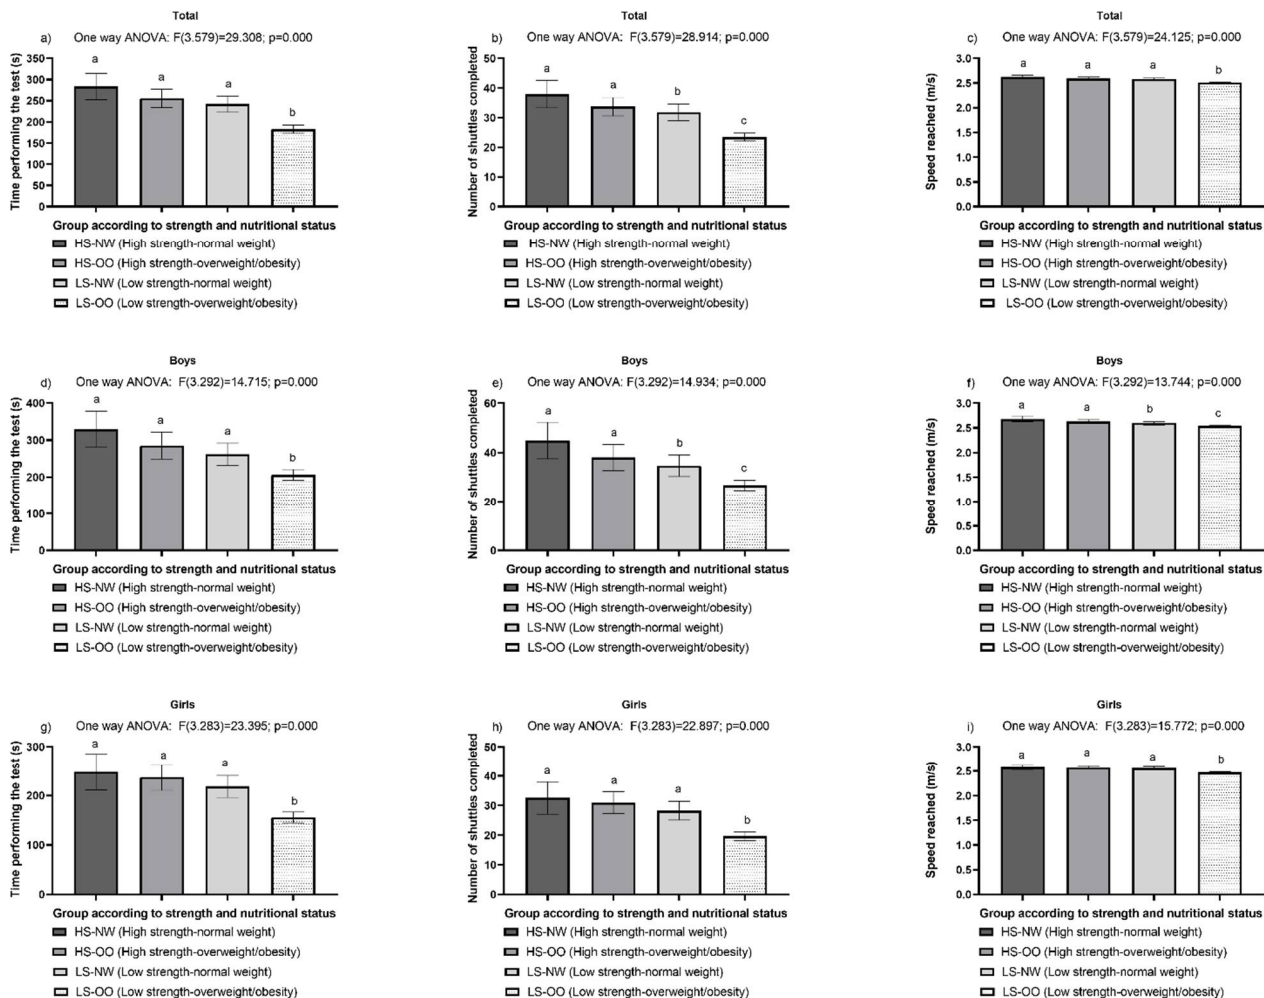 Total
a) One way ANOVA: F(3.579)=29.308; p=0.000
Time performing the test (s)
350
300
250
200
150
100
50
0
a
a
a
b
Group according to strength and nutritional status
HS-NW (High strength-normal weight)
HS-OO (High strength-overweight/obesity)
LS-NW (Low strength-normal weight)
LS-OO (Low strength-overweight/obesity)
Total
b) One way ANOVA: F(3.579)=28.914; p=0.000
Number of shuttles completed
50
40
30
20
10
0
a
a
b
c
Group according to strength and nutritional status
HS-NW (High strength-normal weight)
HS-OO (High strength-overweight/obesity)
LS-NW (Low strength-normal weight)
LS-OO (Low strength-overweight/obesity)
Total
c) One way ANOVA: F(3.579)=24.125; p=0.000
Speed reached (m/s)
3.0
2.5
2.0
1.5
1.0
0.5
0.0
a
a
a
b
Group according to strength and nutritional status
HS-NW (High strength-normal weight)
HS-OO (High strength-overweight/obesity)
LS-NW (Low strength-normal weight)
LS-OO (Low strength-overweight/obesity)
Boys
d) One way ANOVA: F(3.292)=14.715; p=0.000
Time performing the test (s)
400
300
200
100
0
a
a
a
b
Group according to strength and nutritional status
HS-NW (High strength-normal weight)
HS-OO (High strength-overweight/obesity)
LS-NW (Low strength-normal weight)
LS-OO (Low strength-overweight/obesity)
Boys
e) One way ANOVA: F(3.292)=14.934; p=0.000
Number of shuttles completed
60
40
20
0
a
a
b
c
Group according to strength and nutritional status
HS-NW (High strength-normal weight)
HS-OO (High strength-overweight/obesity)
LS-NW (Low strength-normal weight)
LS-OO (Low strength-overweight/obesity)
Boys
f) One way ANOVA: F(3.292)=13.744; p=0.000
Speed reached (m/s)
3.0
2.5
2.0
1.5
1.0
0.5
0.0
a
a
b
c
Group according to strength and nutritional status
HS-NW (High strength-normal weight)
HS-OO (High strength-overweight/obesity)
LS-NW (Low strength-normal weight)
LS-OO (Low strength-overweight/obesity)
Girls
g) One way ANOVA: F(3.283)=23.395; p=0.000
Time performing the test (s)
300
200
100
0
a
a
a
b
Group according to strength and nutritional status
HS-NW (High strength-normal weight)
HS-OO (High strength-overweight/obesity)
LS-NW (Low strength-normal weight)
LS-OO (Low strength-overweight/obesity)
Girls
h) One way ANOVA: F(3.283)=22.897; p=0.000
Number of shuttles completed
50
40
30
20
10
0
a
a
a
b
Group according to strength and nutritional status
HS-NW (High strength-normal weight)
HS-OO (High strength-overweight/obesity)
LS-NW (Low strength-normal weight)
LS-OO (Low strength-overweight/obesity)
Girls
i) One way ANOVA: F(3.283)=15.772; p=0.000
Speed reached (m/s)
3.0
2.5
2.0
1.5
1.0
0.5
0.0
a
a
a
b
Group according to strength and nutritional status
HS-NW (High strength-normal weight)
HS-OO (High strength-overweight/obesity)
LS-NW (Low strength-normal weight)
LS-OO (Low strength-overweight/obesity)